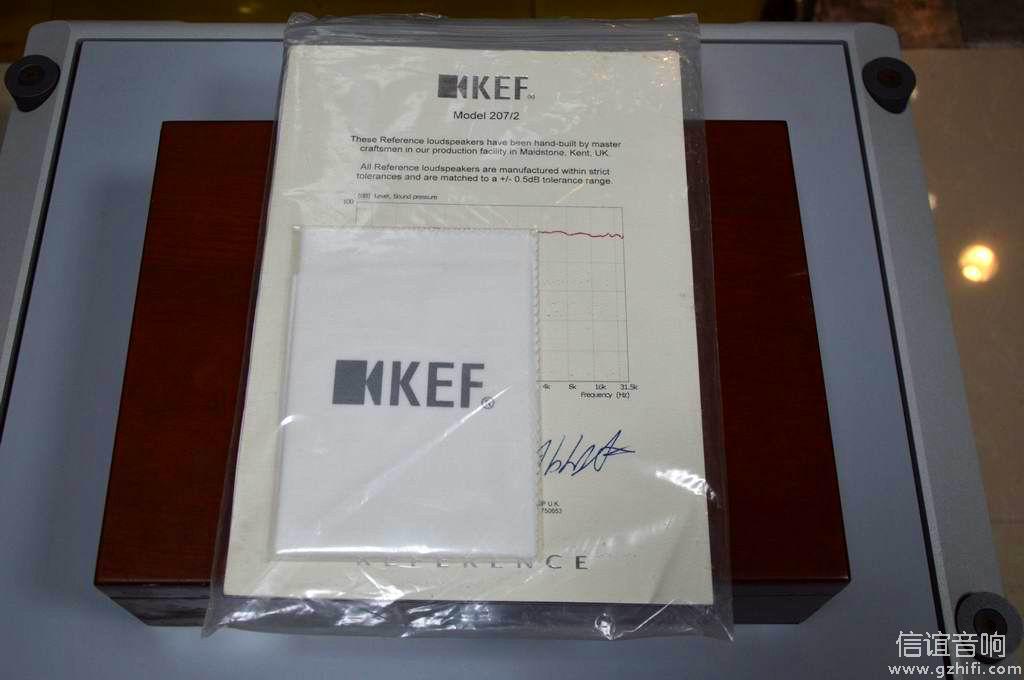 KEF®
Model 207/2
These Reference loudspeakers have been hand-built by master
craftsmen in our production facility in Maidstone, Kent, UK.
All Reference loudspeakers are manufactured within strict
tolerances and are matched to a +/- 0.5dB tolerance range.
[dB] Level, Sound pressure
100
4k 8k 16k 31.5k
Frequency (Hz)
KEF®
UK
750653
REFERENCE
信谊音响
www.gzhifi.com